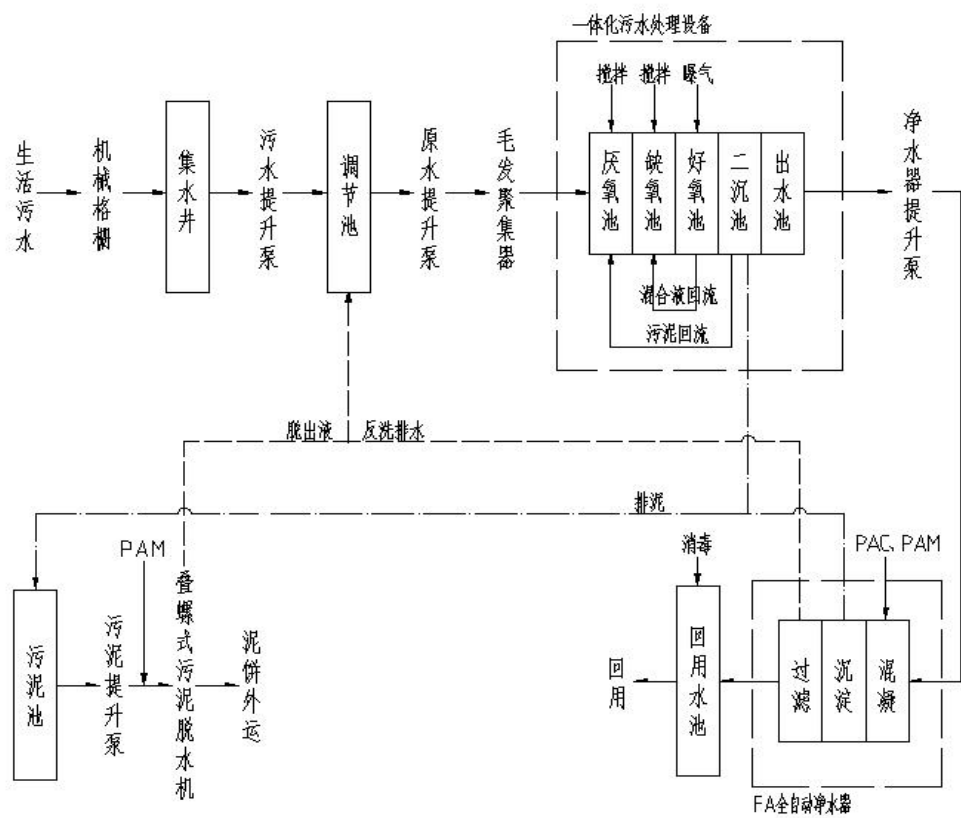 一体化污水处理设备
搅拌
搅拌
曝气
生活污水
机械格栅
集水井
污水提升泵
调节池
原水提升泵
毛发聚集器
厌氧池
缺氧池
好氧池
二沉池
出水池
净水器提升泵
混合液回流
污泥回流
脱出液
反洗排水
排泥
PAM
消毒
PAC、PAM
污泥池
污泥提升泵
叠螺式污泥脱水机
泥饼外运
回用
回用水池
过滤
沉淀
混凝
FA全自动净水器